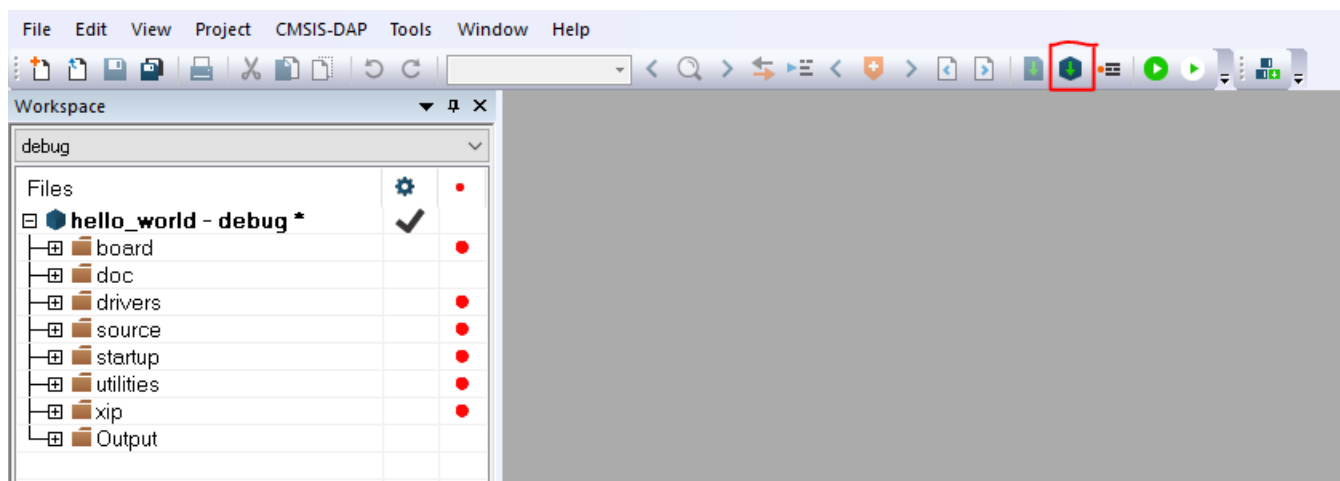 File Edit View Project CMSIS-DAP Tools Window Help
Workspace
debug
Files
hello_world - debug *
board
doc
drivers
source
startup
utilities
xip
Output